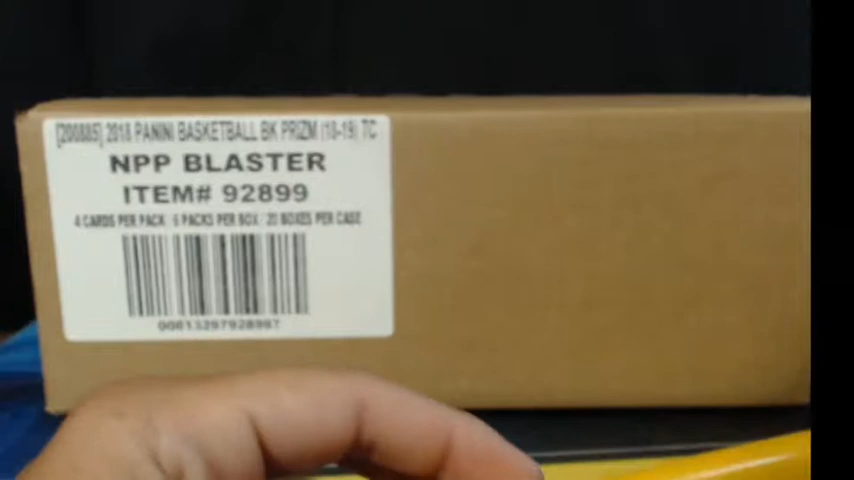 [200885] 2018 PANINI BASKETBALL BK PRIZM (18-19) TC
NPP BLASTER
ITEM# 92899
4 CARDS PER PACK 6 PACKS PER BOX 20 BOXES PER CASE